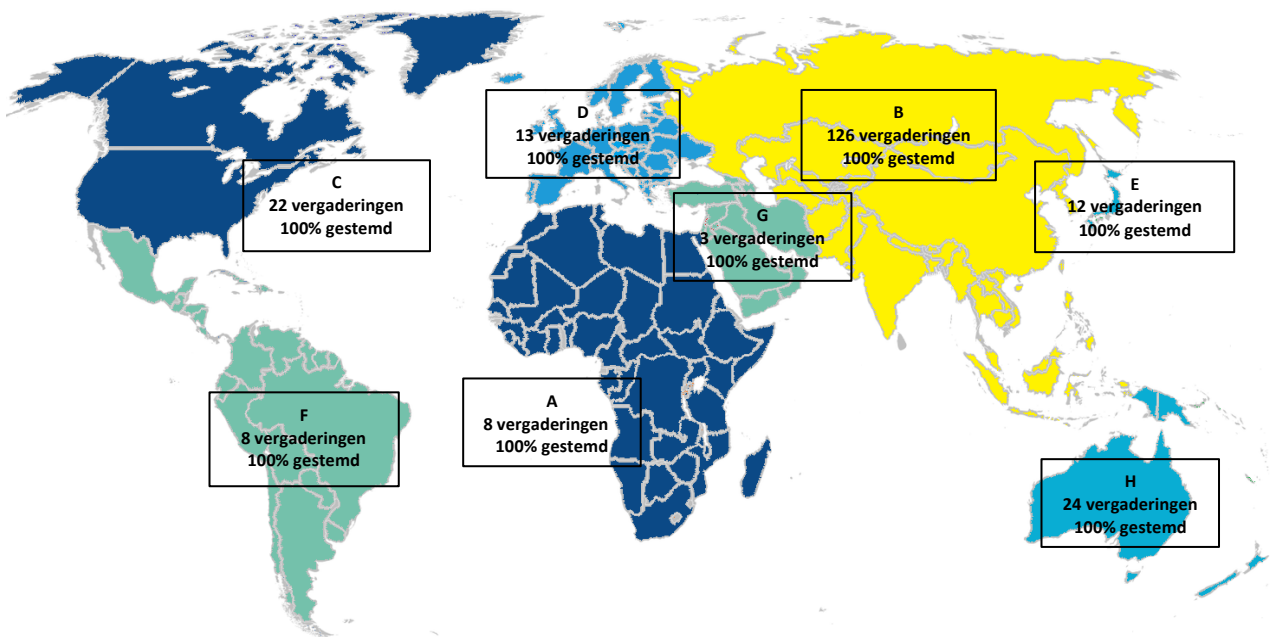 D
13 vergaderingen
100% gestemd
B
126 vergaderingen
100% gestemd
C
22 vergaderingen
100% gestemd
E
12 vergaderingen
100% gestemd
G
3 vergaderingen
100% gestemd
F
8 vergaderingen
100% gestemd
A
8 vergaderingen
100% gestemd
H
24 vergaderingen
100% gestemd